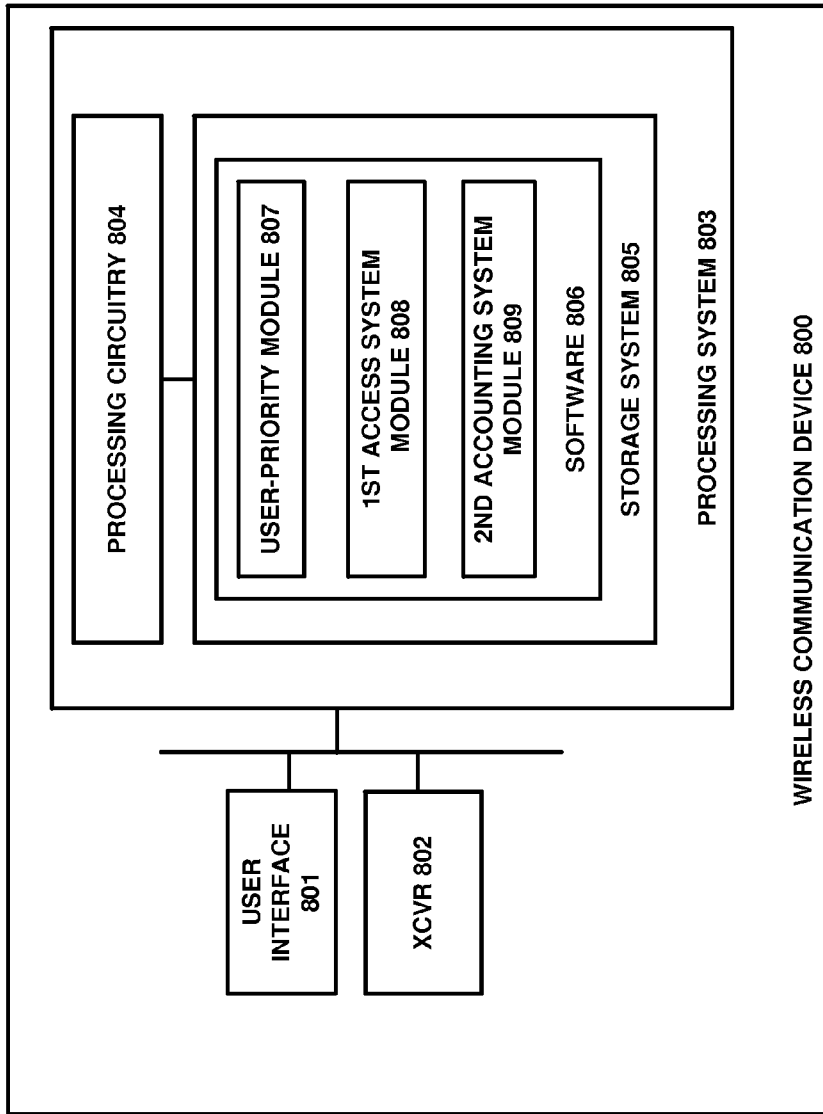 PROCESSING CIRCUITRY 804
USER-PRIORITY MODULE 807
1ST ACCESS SYSTEM
MODULE 808
2ND ACCOUNTING SYSTEM
MODULE 809
SOFTWARE 806
STORAGE SYSTEM 805
PROCESSING SYSTEM 803
USER
INTERFACE
801
XCVR 802
WIRELESS COMMUNICATION DEVICE 800